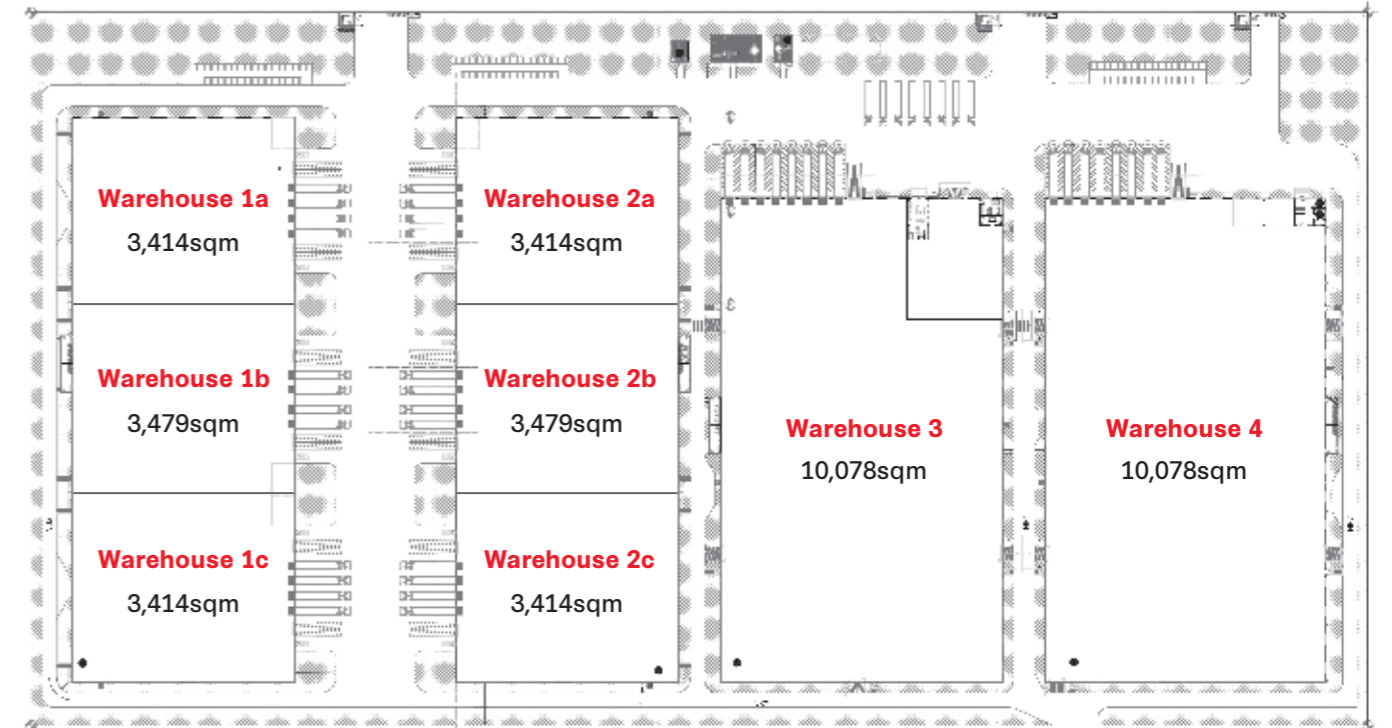 Warehouse 1a
3,414sqm
Warehouse 1b
3,479sqm
Warehouse 1c
3,414sqm
Warehouse 2a
3,414sqm
Warehouse 2b
3,479sqm
Warehouse 2c
3,414sqm
Warehouse 3
10,078sqm
Warehouse 4
10,078sqm